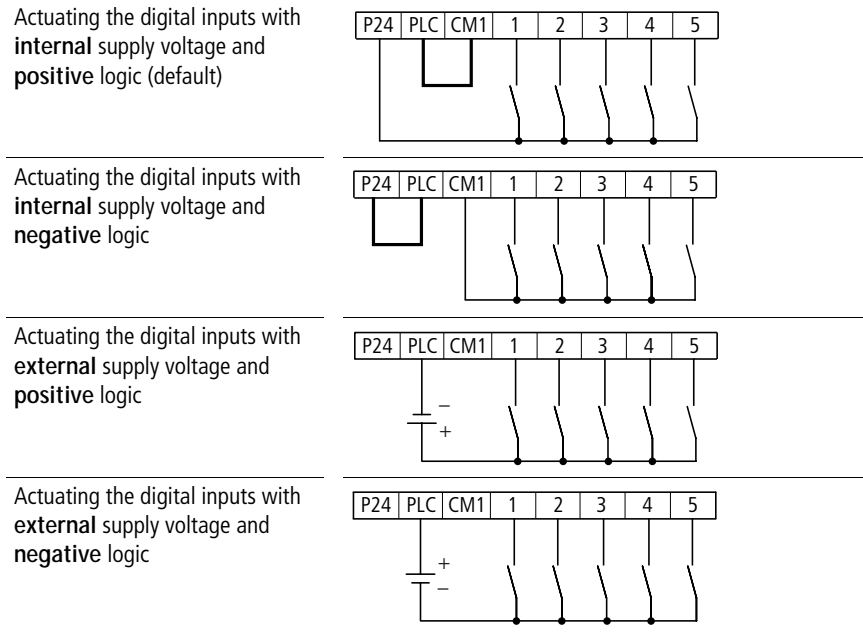 Actuating the digital inputs with
internal supply voltage and
positive logic (default)
P24 PLC CM1 1 2 3 4 5
Actuating the digital inputs with
internal supply voltage and
negative logic
P24 PLC CM1 1 2 3 4 5
Actuating the digital inputs with
external supply voltage and
positive logic
P24 PLC CM1 1 2 3 4 5
–
+
Actuating the digital inputs with
external supply voltage and
negative logic
P24 PLC CM1 1 2 3 4 5
+
–